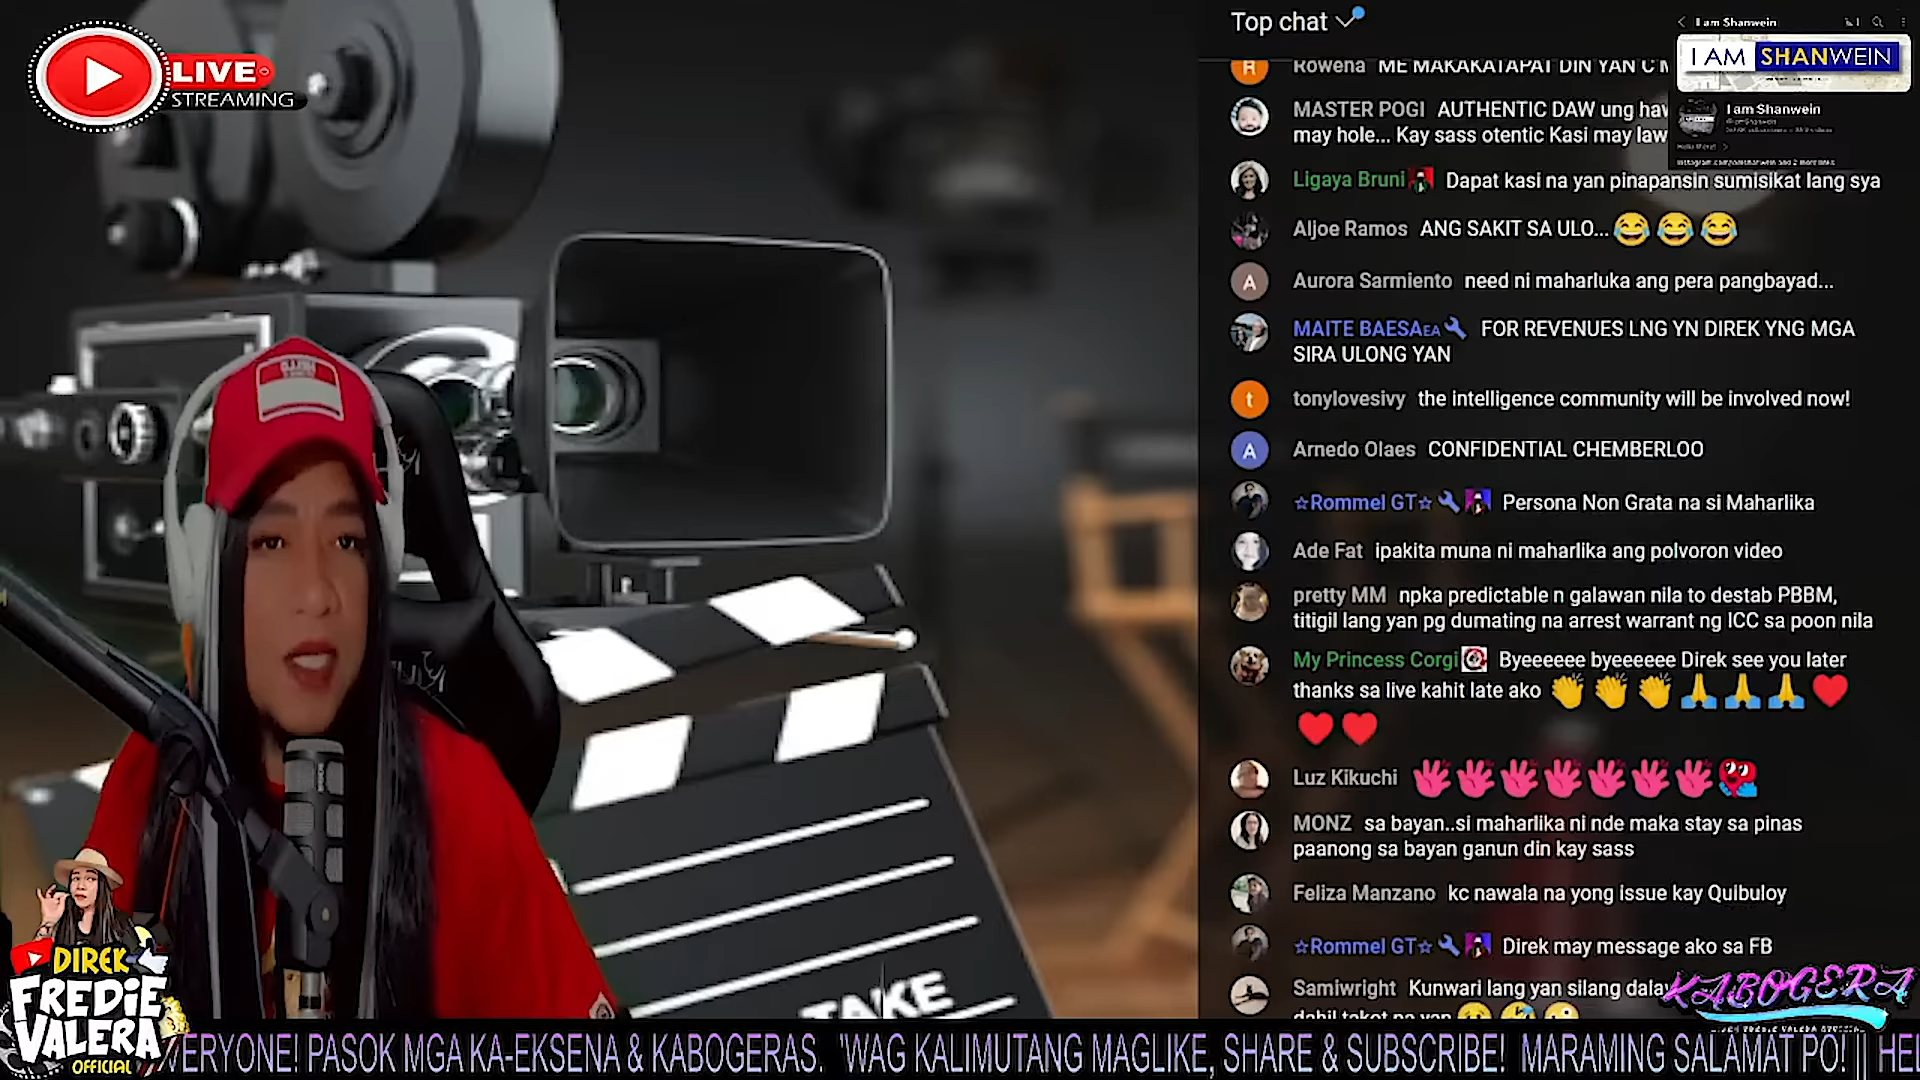 LIVE
STREAMING
Top chat
I am Shanwein
I AM SHANWEIN
I am Shanwein
Rowena ME MAKAKATAPAT DIN YAN C M
MASTER POGI AUTHENTIC DAW ung haw
may hole... Kay sass otentic Kasi may law
Ligaya Bruni Dapat kasi na yan pinapansin sumisikat lang sya
Aljoe Ramos ANG SAKIT SA ULO...😂😂😂
Aurora Sarmiento need ni maharluka ang pera pangbayad...
MAITE BAESAEA🔧 FOR REVENUES LNG YN DIREK YNG MGA
SIRA ULONG YAN
t tonylovesivy the intelligence community will be involved now!
A Arnedo Olaes CONFIDENTIAL CHEMBERLOO
☆Rommel GT☆ 🔧 Persona Non Grata na si Maharlika
Ade Fat ipakita muna ni maharlika ang polvoron video
pretty MM npka predictable n galawan nila to destab PBBM,
titigil lang yan pg dumating na arrest warrant ng ICC sa poon nila
My Princess Corgi Byeeeeee byeeeeee Direk see you later
thanks sa live kahit late ako 👏👏👏🙏🙏🙏❤️
❤️❤️
Luz Kikuchi
MONZ sa bayan..si maharlika ni nde maka stay sa pinas
paanong sa bayan ganun din kay sass
Feliza Manzano kc nawala na yong issue kay Quibuloy
☆Rommel GT☆ 🔧 Direk may message ako sa FB
Samiwright Kunwari lang yan silang dala
dahil takot na yan
KABOGERA
TAKE
DIREK
FREDIE
VALERA
OFFICIAL
VERYONE! PASOK MGA KA-EKSENA & KABOGERAS. 'WAG KALIMUTANG MAGLIKE, SHARE & SUBSCRIBE! MARAMING SALAMAT PO! || HEL